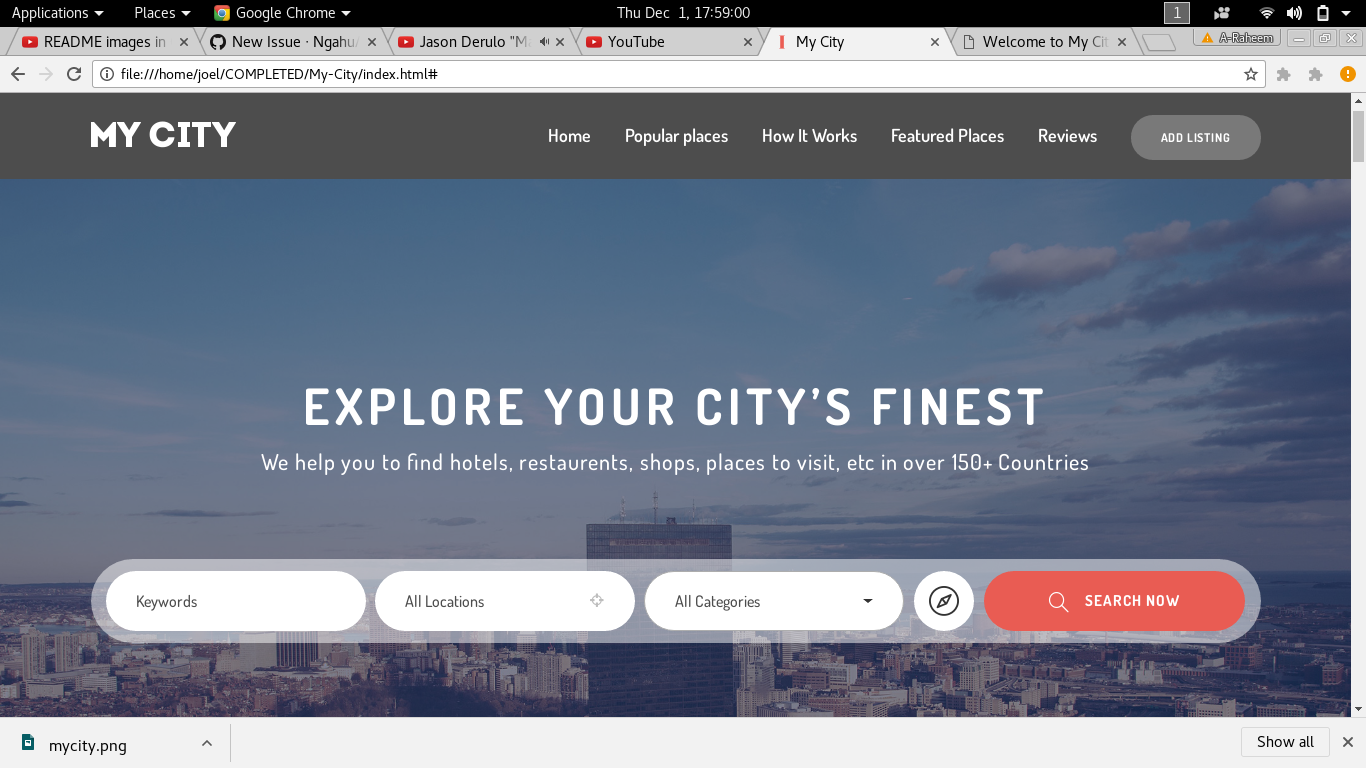 Applications Places Google Chrome Thu Dec 1, 17:59:00 1
README images in New Issue · Ngahu Jason Derulo "M YouTube My City Welcome to My Cit A-Raheem
file:///home/joel/COMPLETED/My-City/index.html#
MY CITY Home Popular places How It Works Featured Places Reviews ADD LISTING
EXPLORE YOUR CITY’S FINEST
We help you to find hotels, restaurents, shops, places to visit, etc in over 150+ Countries
Keywords All Locations All Categories SEARCH NOW
mycity.png Show all